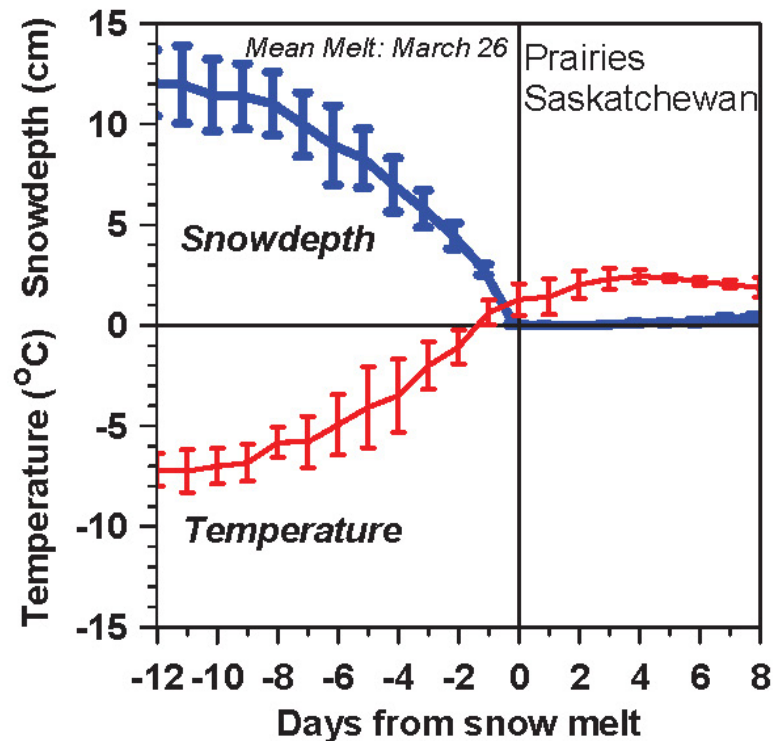 Mean Melt: March 26
Prairies
Saskatchewan
Snowdepth (cm)
Temperature (°C)
15
10
5
0
-5
-10
-15
Snowdepth
Temperature
-12 -10 -8 -6 -4 -2 0 2 4 6 8
Days from snow melt